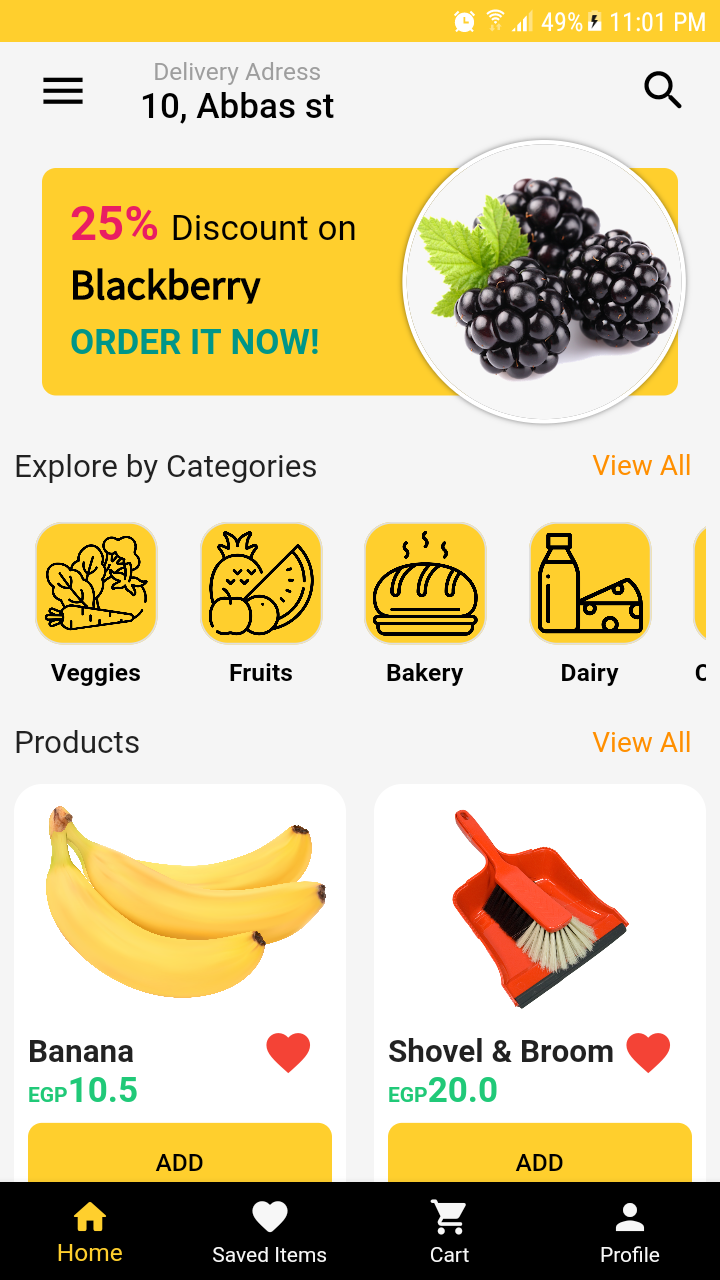 49% 11:01 PM
Delivery Adress
10, Abbas st
25% Discount on
Blackberry
ORDER IT NOW!
Explore by Categories
View All
Veggies
Fruits
Bakery
Dairy
Products
View All
Banana
EGP10.5
ADD
Shovel & Broom
EGP20.0
ADD
Home
Saved Items
Cart
Profile